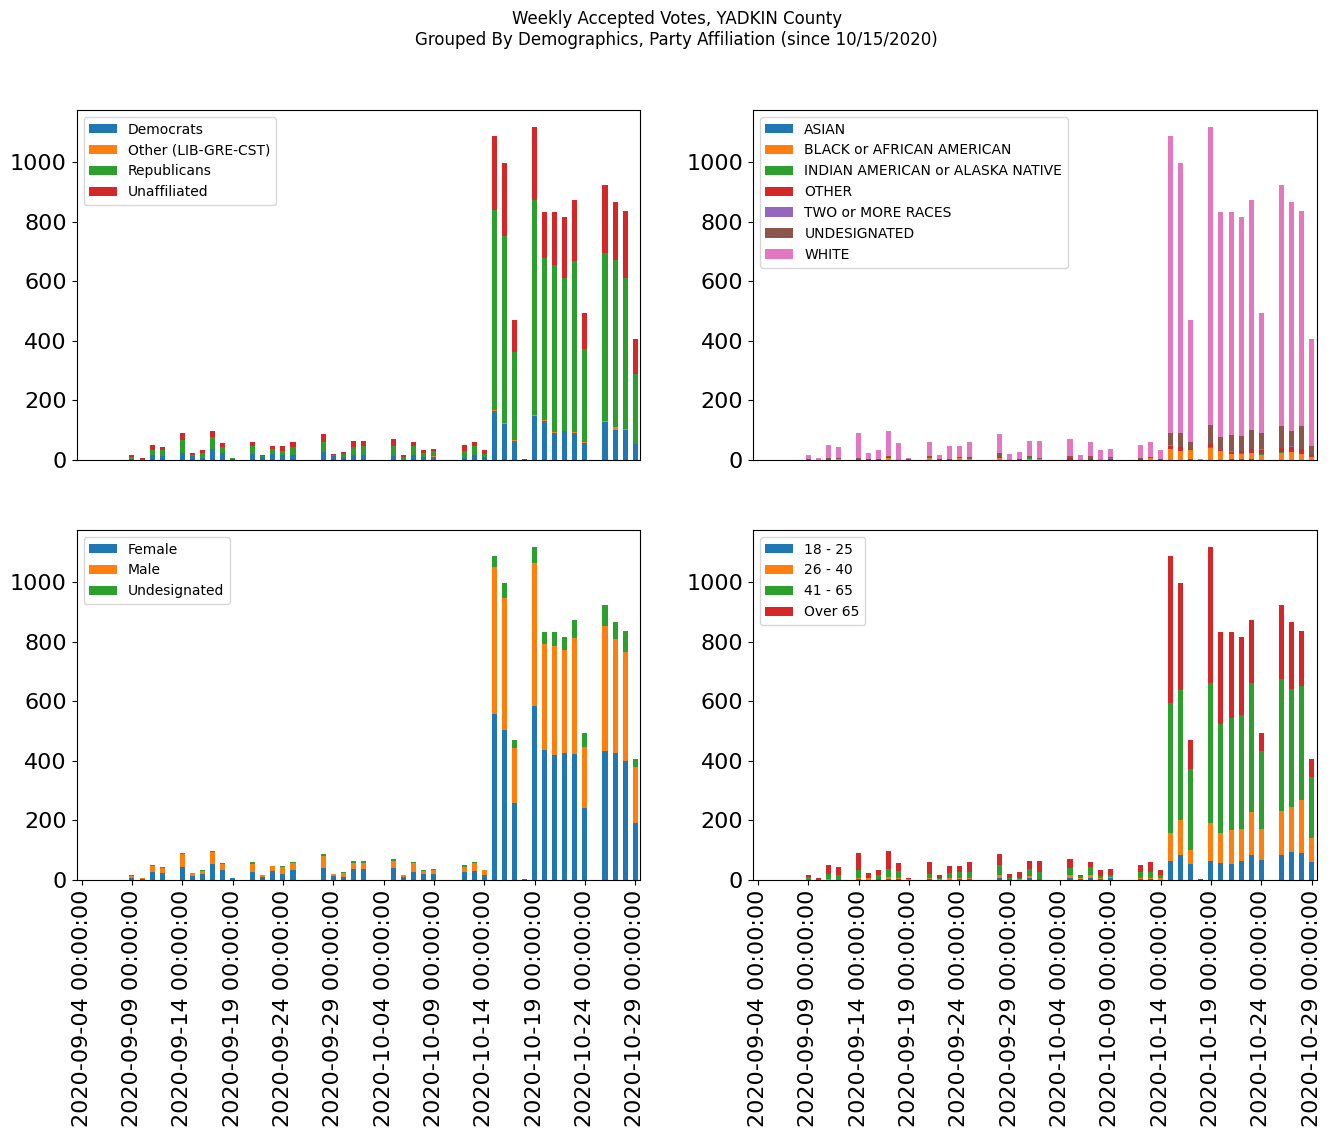 Weekly Accepted Votes, YADKIN County
Grouped By Demographics, Party Affiliation (since 10/15/2020)
Democrats
Other (LIB-GRE-CST)
Republicans
Unaffiliated
1000
800
600
400
200
0
ASIAN
BLACK or AFRICAN AMERICAN
INDIAN AMERICAN or ALASKA NATIVE
OTHER
TWO or MORE RACES
UNDESIGNATED
WHITE
1000
800
600
400
200
0
Female
Male
Undesignated
1000
800
600
400
200
0
2020-09-04 00:00:00
2020-09-09 00:00:00
2020-09-14 00:00:00
2020-09-19 00:00:00
2020-09-24 00:00:00
2020-09-29 00:00:00
2020-10-04 00:00:00
2020-10-09 00:00:00
2020-10-14 00:00:00
2020-10-19 00:00:00
2020-10-24 00:00:00
2020-10-29 00:00:00
18 - 25
26 - 40
41 - 65
Over 65
1000
800
600
400
200
0
2020-09-04 00:00:00
2020-09-09 00:00:00
2020-09-14 00:00:00
2020-09-19 00:00:00
2020-09-24 00:00:00
2020-09-29 00:00:00
2020-10-04 00:00:00
2020-10-09 00:00:00
2020-10-14 00:00:00
2020-10-19 00:00:00
2020-10-24 00:00:00
2020-10-29 00:00:00